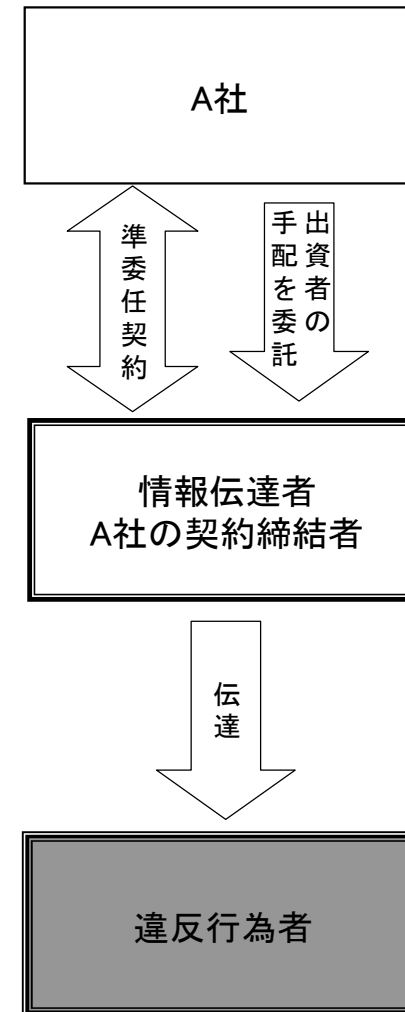 A社
準委任契約
出資者の
手配を委託
情報伝達者
A社の契約締結者
伝達
違反行為者